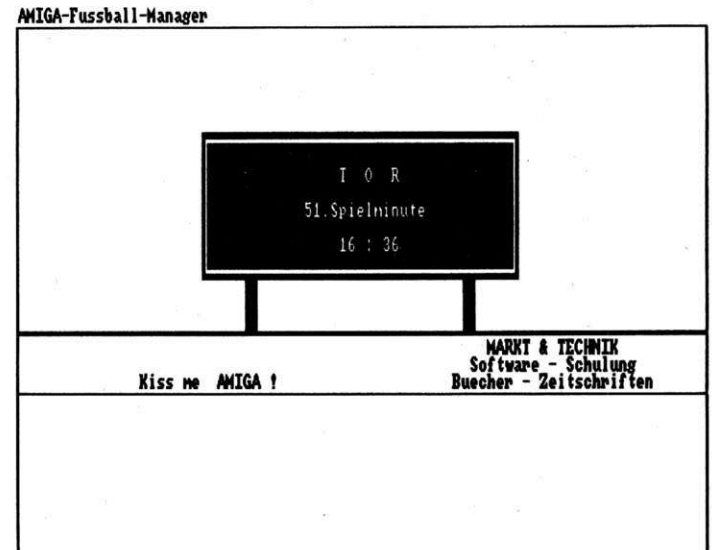 AMIGA-Fussball-Manager
T O R
51.Spielminute
16 : 36
MARKT & TECHNIK
Software - Schulung
Kiss me AMIGA !
Buecher - Zeitschriften